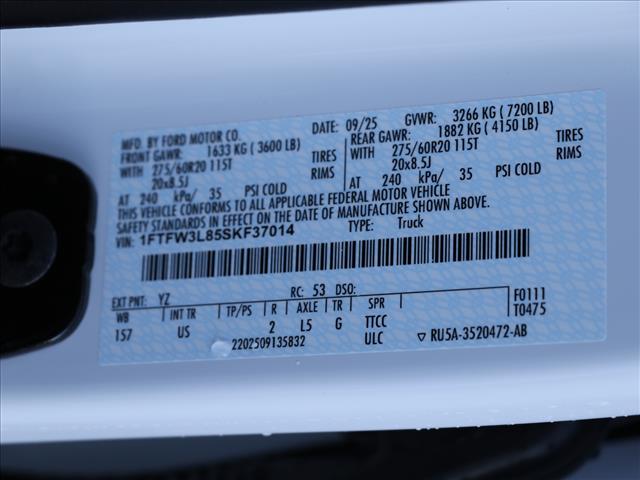 MFD. BY FORD MOTOR CO. DATE: 09/25 GVWR: 3266 KG ( 7200 LB)
FRONT GAWR: 1633 KG ( 3600 LB) REAR GAWR: 1882 KG ( 4150 LB)
WITH 275/60R20 115T TIRES WITH 275/60R20 115T TIRES
20x8.5J RIMS 20x8.5J RIMS
AT 240 kPa/ 35 PSI COLD AT 240 kPa/ 35 PSI COLD
THIS VEHICLE CONFORMS TO ALL APPLICABLE FEDERAL MOTOR VEHICLE
SAFETY STANDARDS IN EFFECT ON THE DATE OF MANUFACTURE SHOWN ABOVE.
VIN: 1FTFW3L85SKF37014 TYPE: Truck
EXT PNT: YZ RC: 53 DSO: F0111
WB INT TR TP/PS R AXLE TR SPR T0475
157 US 2 L5 G TTCC
2202509135832 ULC ▽ RU5A-3520472-AB